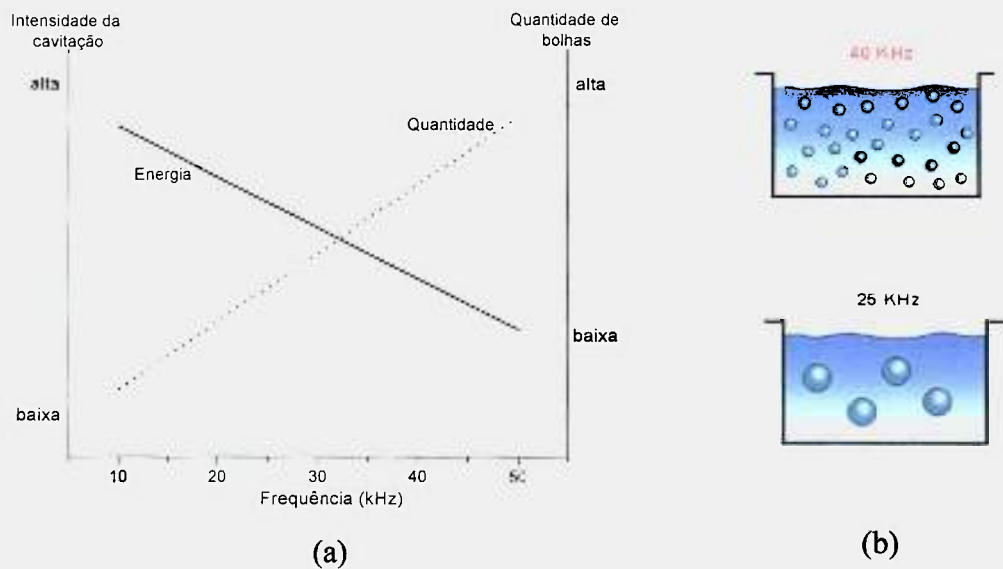 Intensidade da
cavitação
Quantidade de
bolhas
alta
alta
Quantidade
Energia
baixa
baixa
10
20
30
40
50
Frequência (kHz)
(a)
40 KHz
25 KHz
(b)